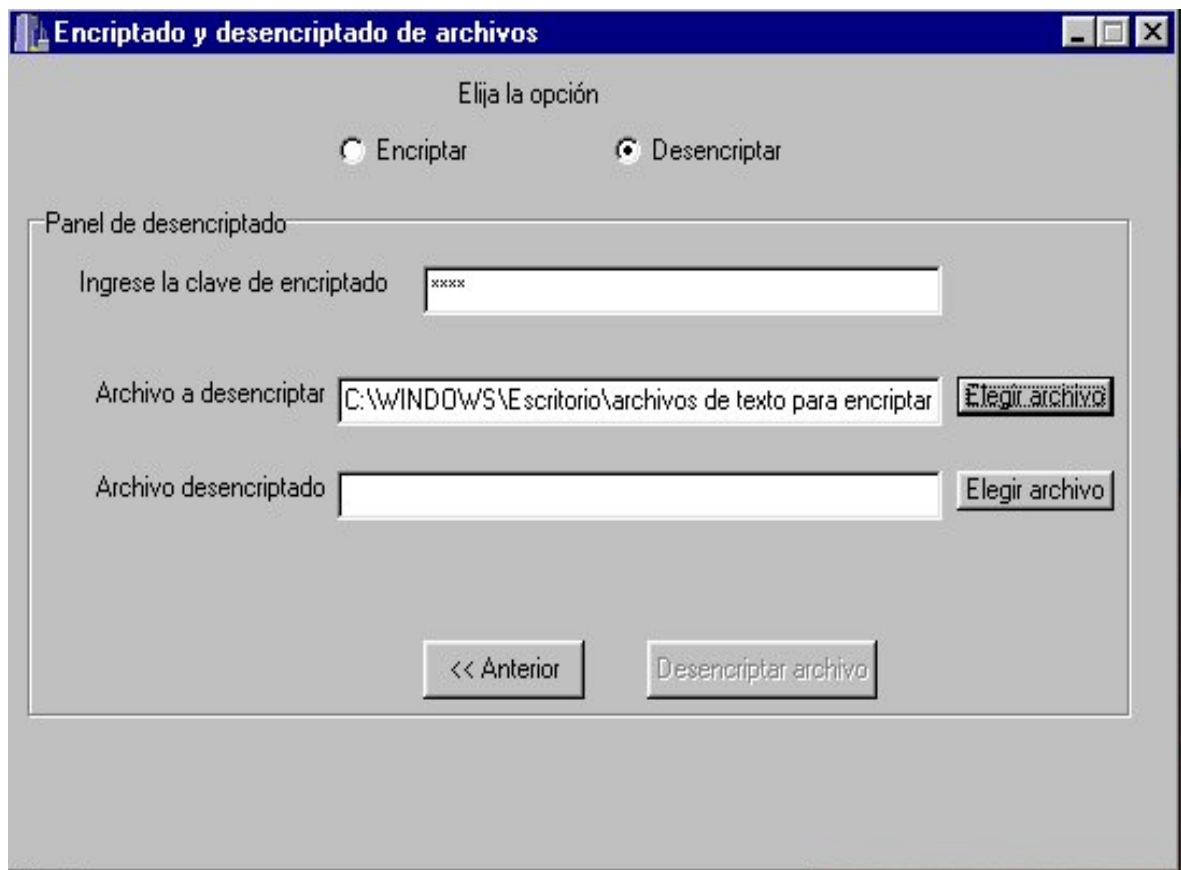 Encriptado y desencriptado de archivos
Elija la opción
Encriptar Desencriptar
Panel de desencriptado
Ingrese la clave de encriptado xxxx
Archivo a desencriptar C:\WINDOWS\Escritorio\archivos de texto para encriptar Elegir archivo
Archivo desencriptado Elegir archivo
<< Anterior Desencriptar archivo